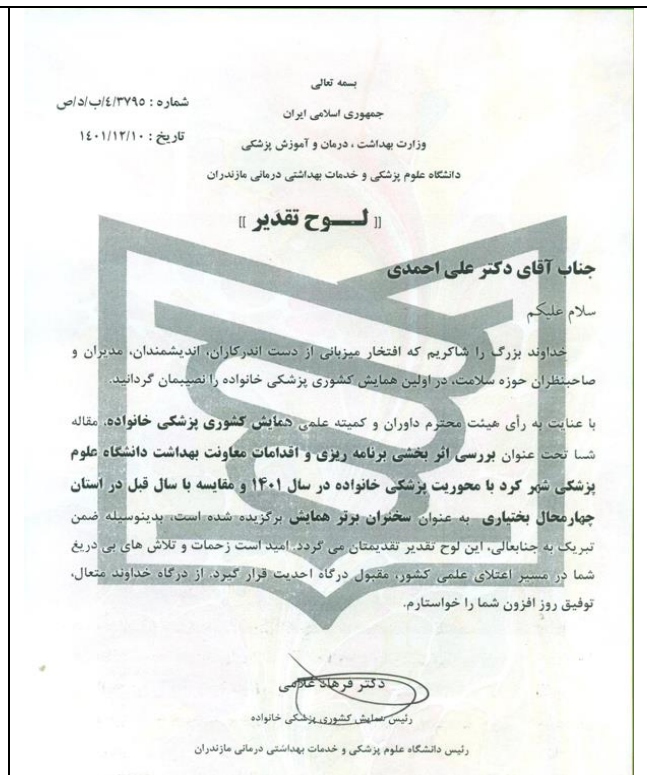 بسمه تعالی
جمهوری اسلامی ایران
وزارت بهداشت ، درمان و آموزش پزشکی
دانشگاه علوم پزشکی و خدمات بهداشتی درمانی مازندران
شماره : ٤/٣٧٩٥/ب/د/ص
تاریخ : ١٤٠١/١٢/١٠
[[ لـــوح تقدیر ]]
جناب آقای دکتر علی احمدی
سلام علیکم
خداوند بزرگ را شاکریم که افتخار میزبانی از دست اندرکاران، اندیشمندان، مدیران و
صاحبنظران حوزه سلامت، در اولین همایش کشوری پزشکی خانواده را نصیبمان گردانید.
با عنایت به رأی هیئت محترم داوران و کمیته علمی همایش کشوری پزشکی خانواده، مقاله
شما تحت عنوان بررسی اثر بخشی برنامه ریزی و اقدامات معاونت بهداشت دانشگاه علوم
پزشکی شهر کرد با محوریت پزشکی خانواده در سال ۱۴۰۱ و مقایسه با سال قبل در استان
چهارمحال بختیاری به عنوان سخنران برتر همایش برگزیده شده است. بدینوسیله ضمن
تبریک به جنابعالی، این لوح تقدیر تقدیمتان می گردد. امید است زحمات و تلاش های بی دریغ
شما در مسیر اعتلای علمی کشور، مقبول درگاه احدیت قرار گیرد. از درگاه خداوند متعال،
توفیق روز افزون شما را خواستارم.
دکتر فرهاد غلامی
رئیس همایش کشوری پزشکی خانواده
رئیس دانشگاه علوم پزشکی و خدمات بهداشتی درمانی مازندران